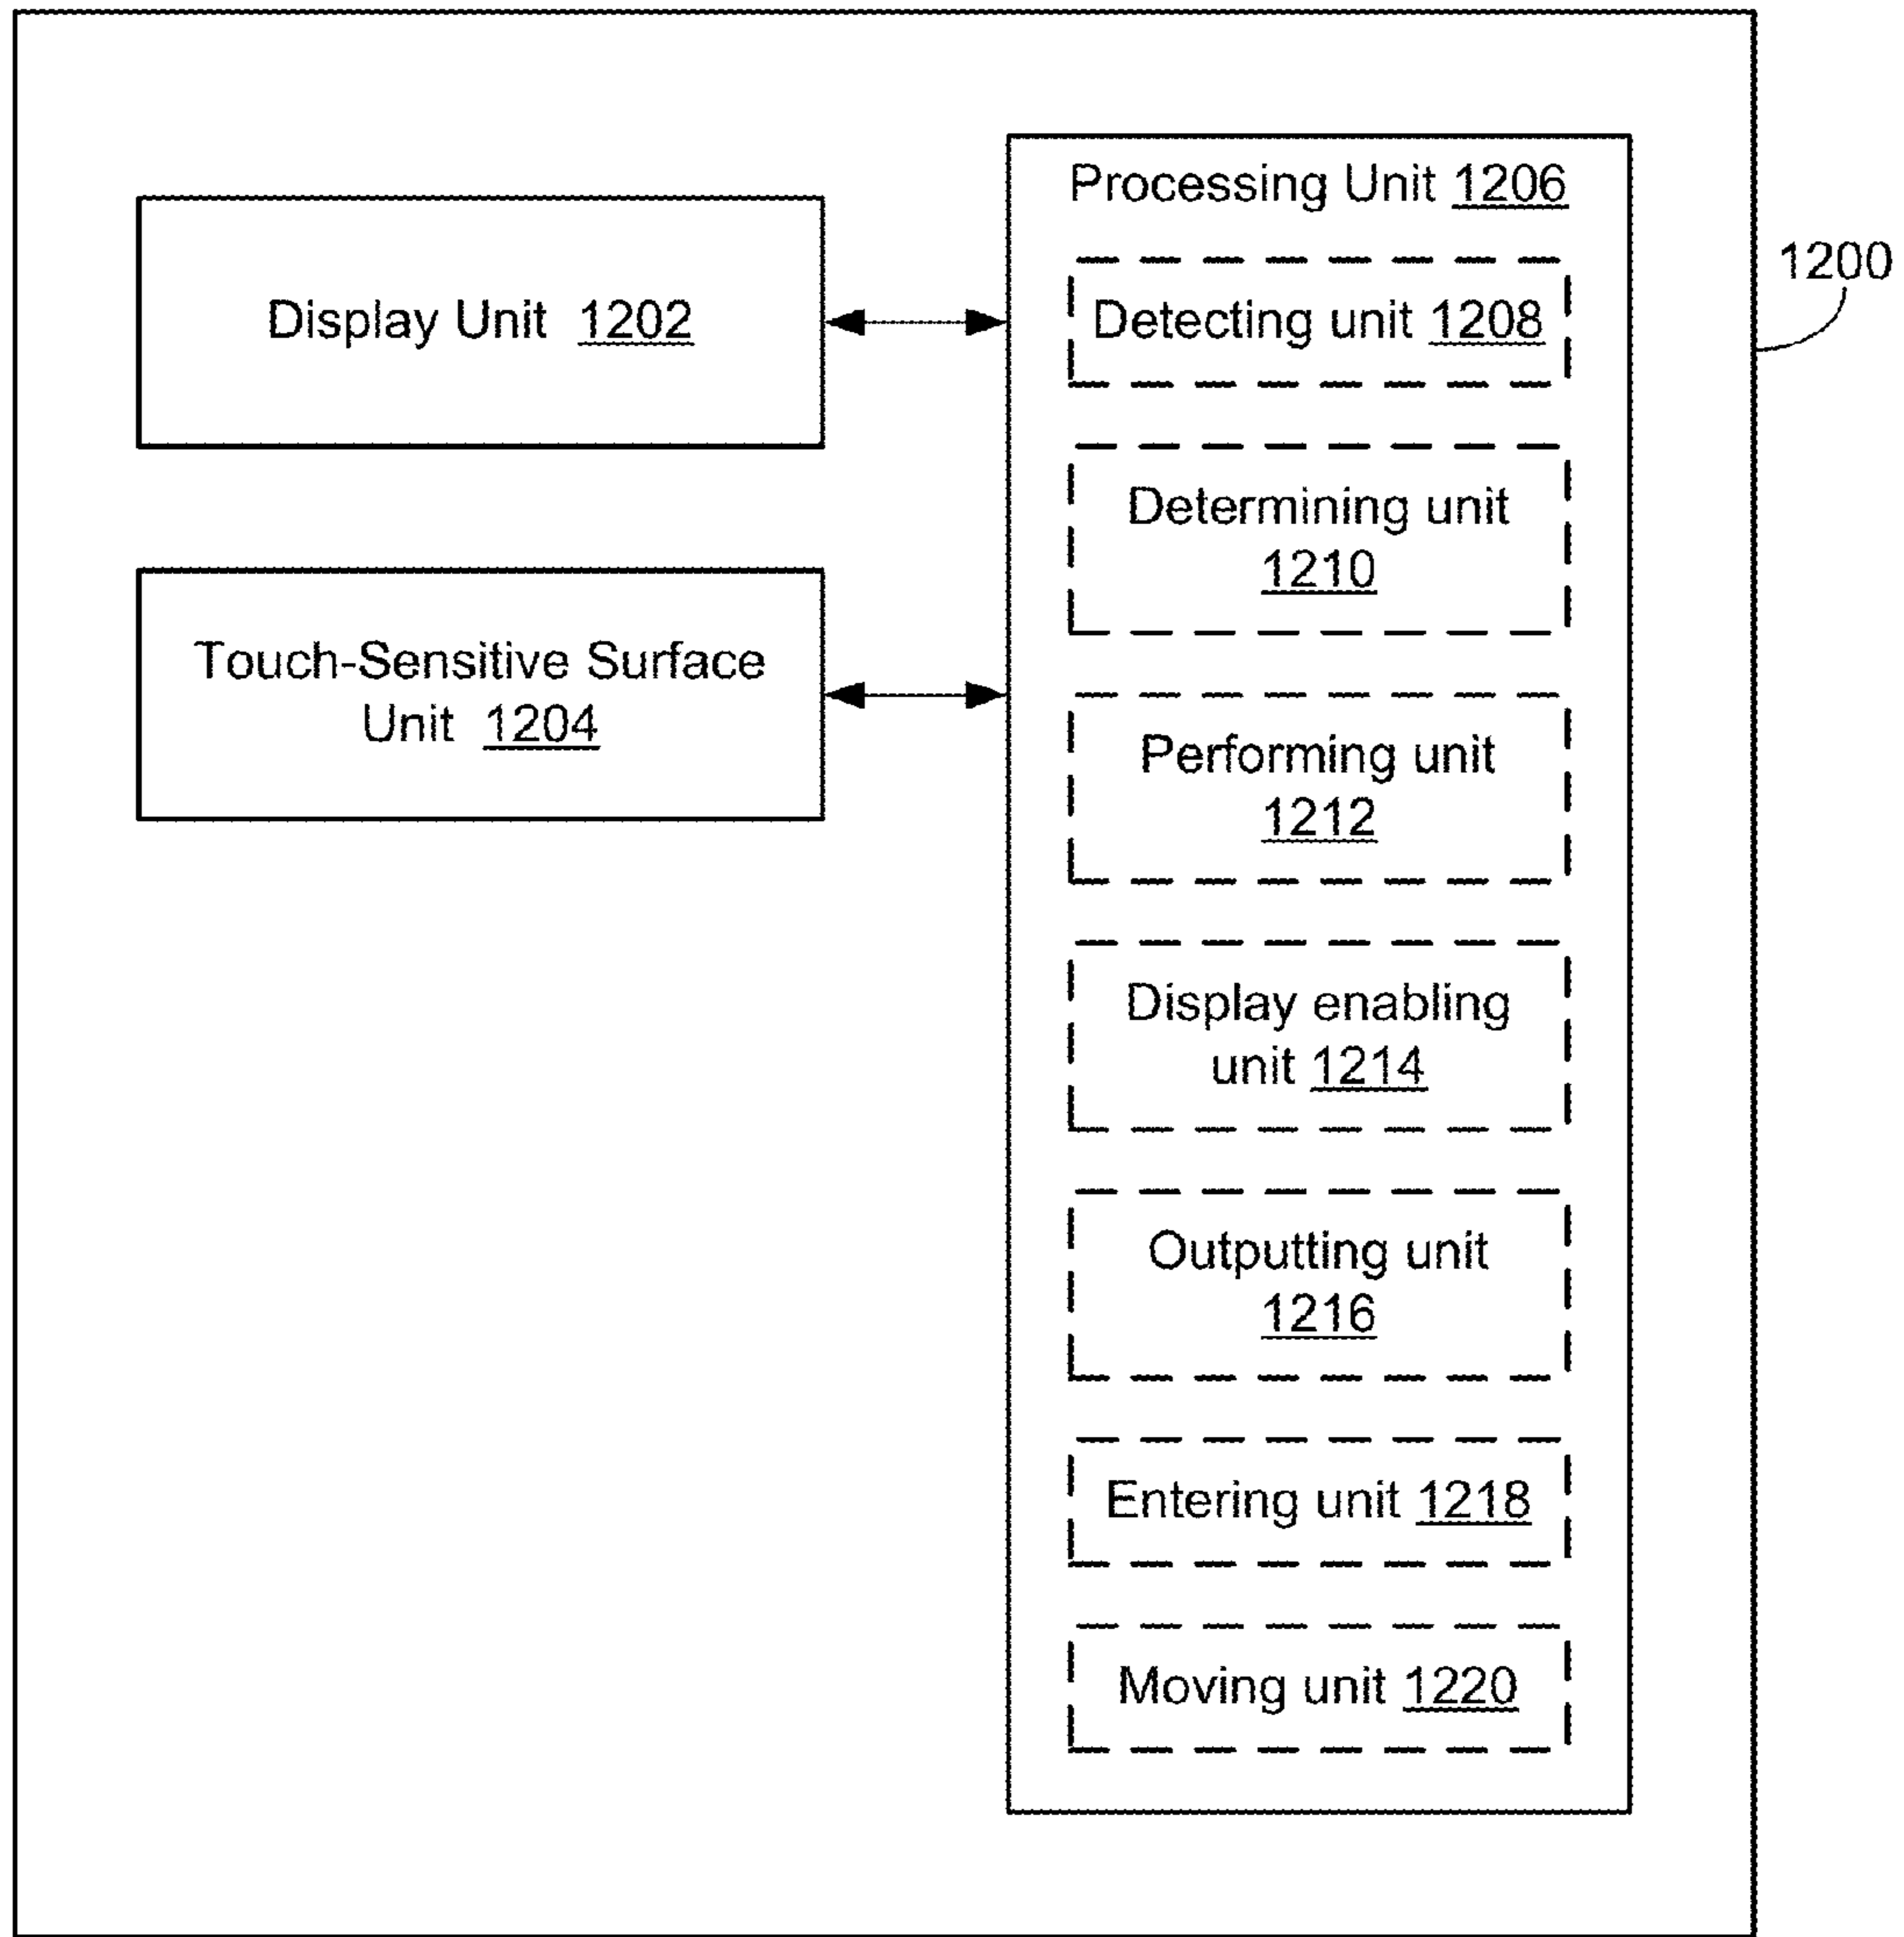 Processing Unit 1206
1200
Display Unit 1202
Detecting unit 1208
Determining unit
1210
Touch-Sensitive Surface
Unit 1204
Performing unit
1212
Display enabling
unit 1214
Outputting unit
1216
Entering unit 1218
Moving unit 1220